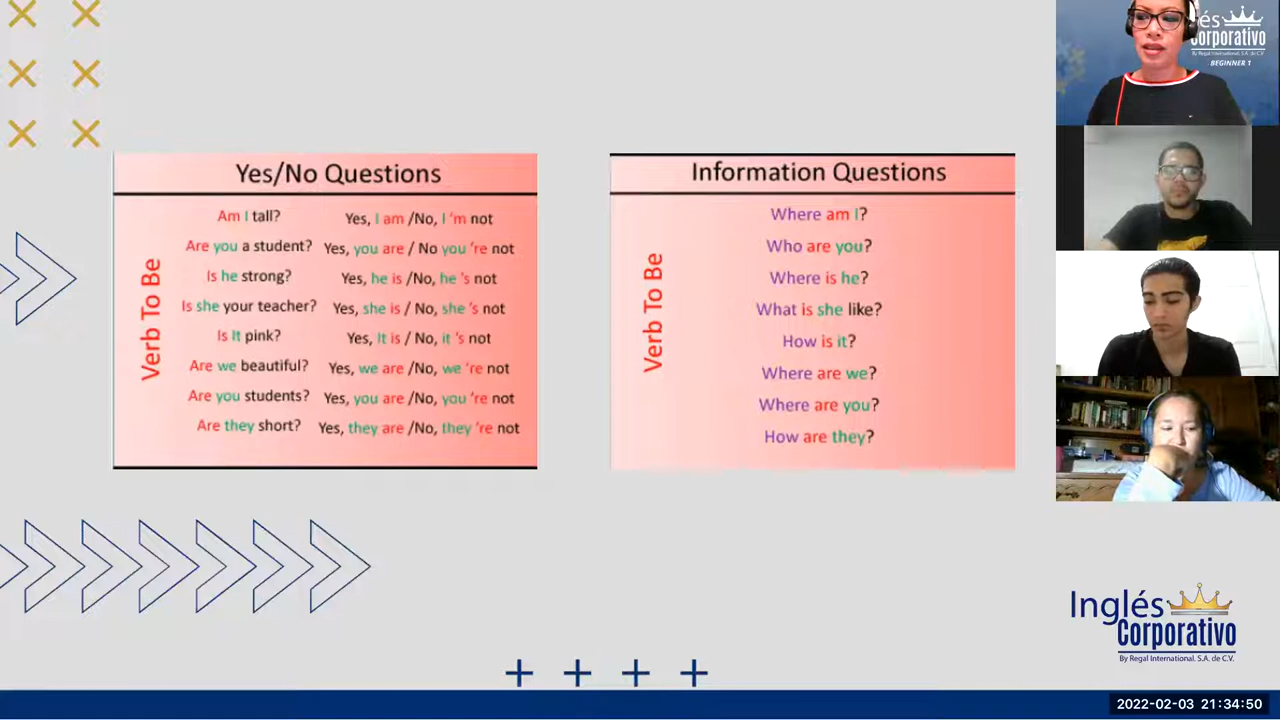 Yes/No Questions
Verb To Be
Am I tall? Yes, I am /No, I 'm not
Are you a student? Yes, you are / No you 're not
Is he strong? Yes, he is /No, he 's not
Is she your teacher? Yes, she is / No, she 's not
Is It pink? Yes, It is / No, it 's not
Are we beautiful? Yes, we are /No, we 're not
Are you students? Yes, you are /No, you 're not
Are they short? Yes, they are /No, they 're not
Information Questions
Verb To Be
Where am I?
Who are you?
Where is he?
What is she like?
How is it?
Where are we?
Where are you?
How are they?
és
Corporativo
By Regal International, S.A. de C.V.
BEGINNER 1
Inglés
Corporativo
By Regal International. S.A. de C.V.
2022-02-03 21:34:50